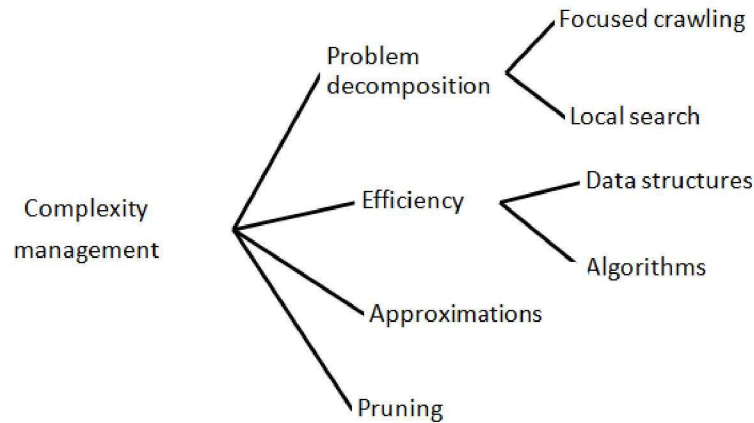 Complexity
management
Problem
decomposition
Focused crawling
Local search
Efficiency
Data structures
Algorithms
Approximations
Pruning